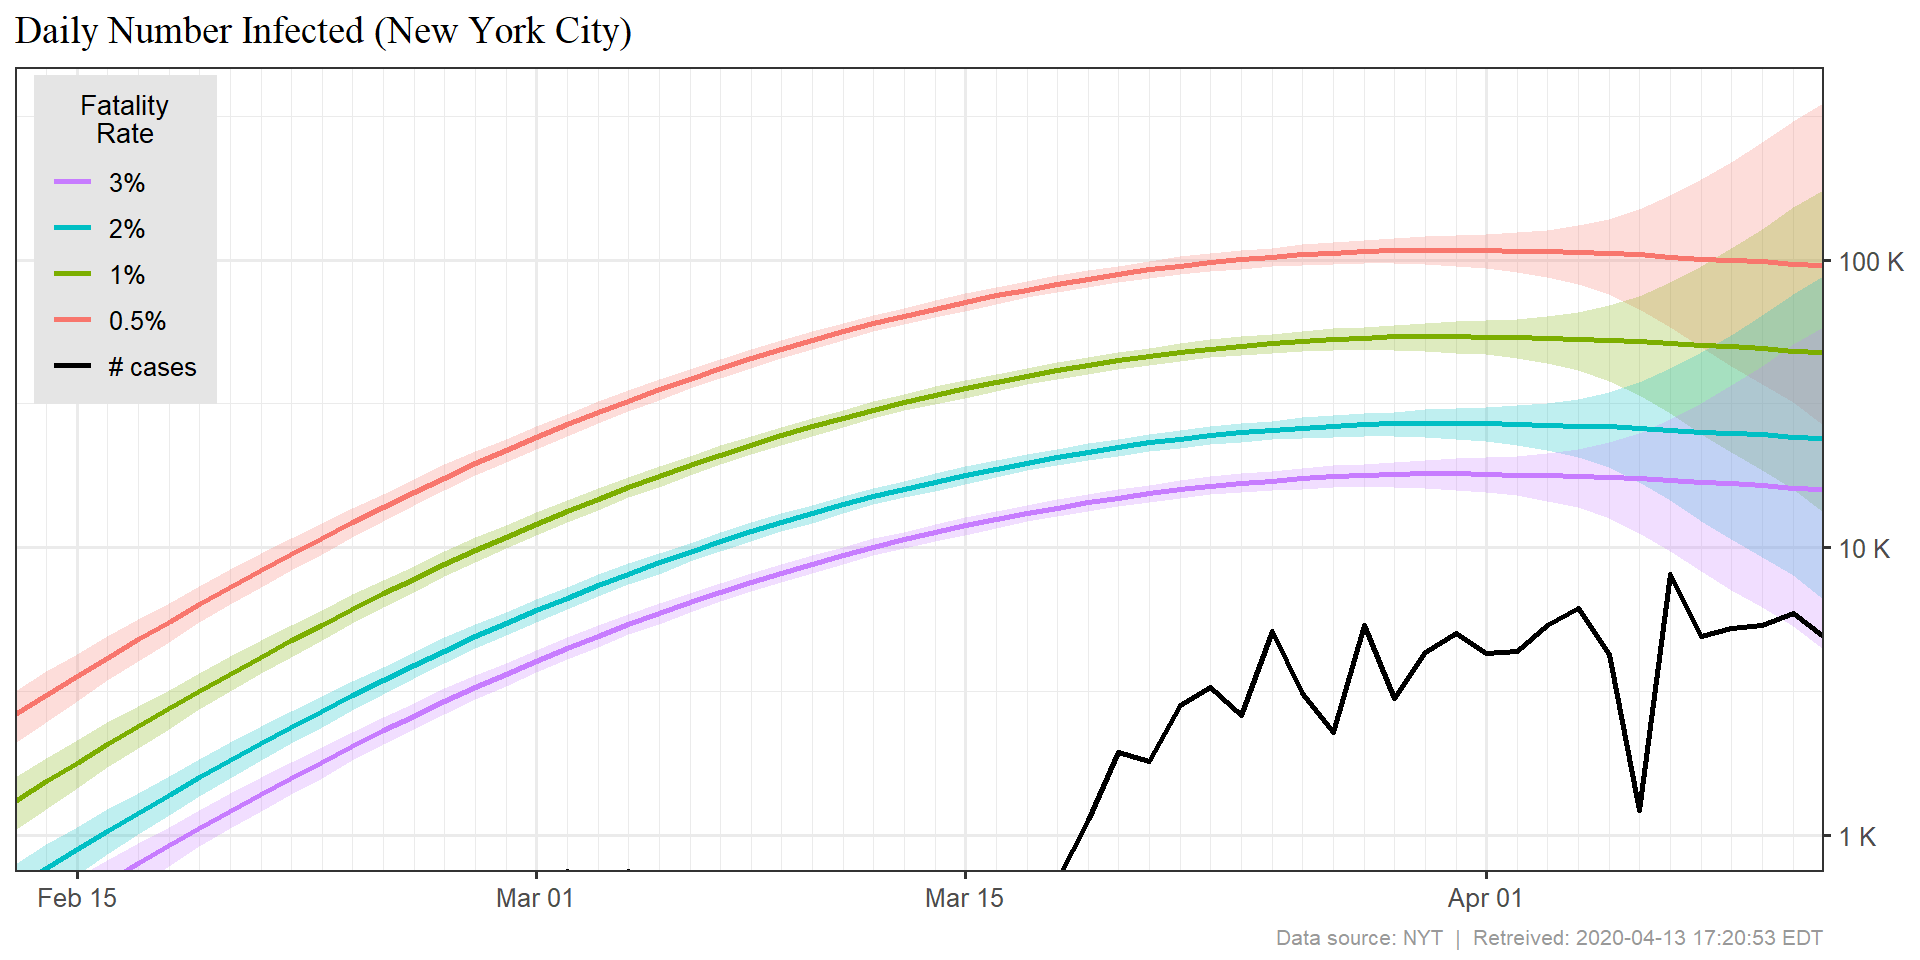 Daily Number Infected (New York City)
Fatality
Rate
3%
2%
1%
0.5%
# cases
100 K
10 K
1 K
Feb 15
Mar 01
Mar 15
Apr 01
Data source: NYT | Retreived: 2020-04-13 17:20:53 EDT